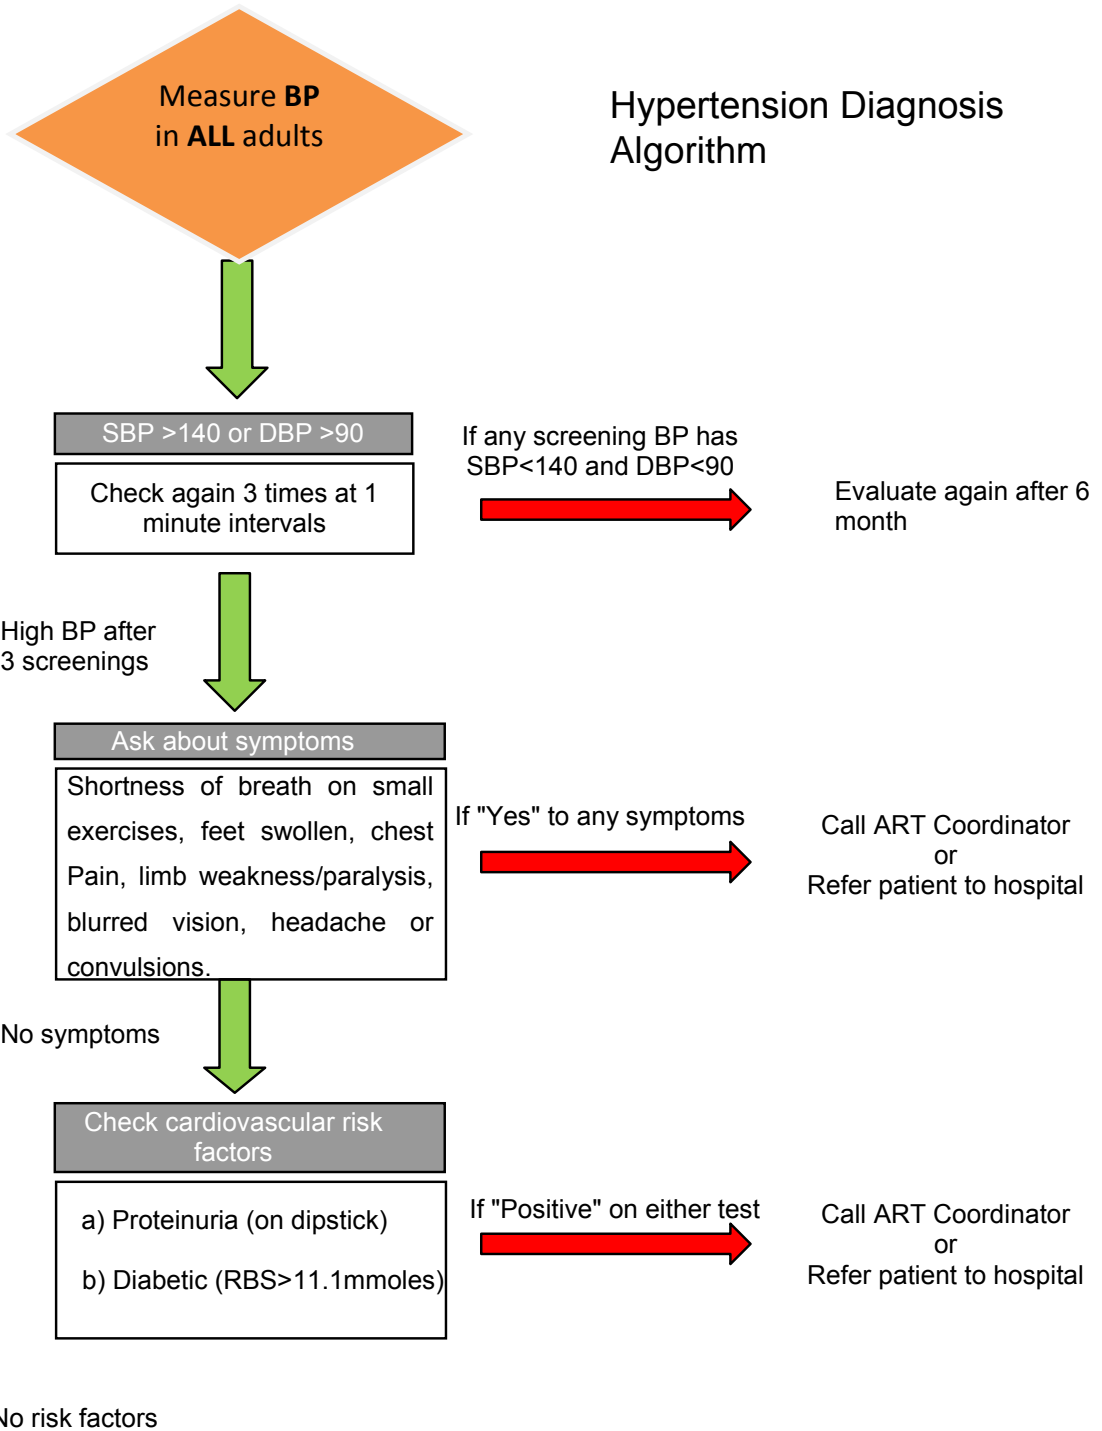 Measure BP
in ALL adults
Hypertension Diagnosis
Algorithm
SBP >140 or DBP >90
Check again 3 times at 1
minute intervals
If any screening BP has
SBP<140 and DBP<90
Evaluate again after 6
month
High BP after
3 screenings
Ask about symptoms
Shortness of breath on small
exercises, feet swollen, chest
Pain, limb weakness/paralysis,
blurred vision, headache or
convulsions.
If "Yes" to any symptoms
Call ART Coordinator
or
Refer patient to hospital
No symptoms
Check cardiovascular risk
factors
a) Proteinuria (on dipstick)
b) Diabetic (RBS>11.1mmoles)
If "Positive" on either test
Call ART Coordinator
or
Refer patient to hospital
No risk factors